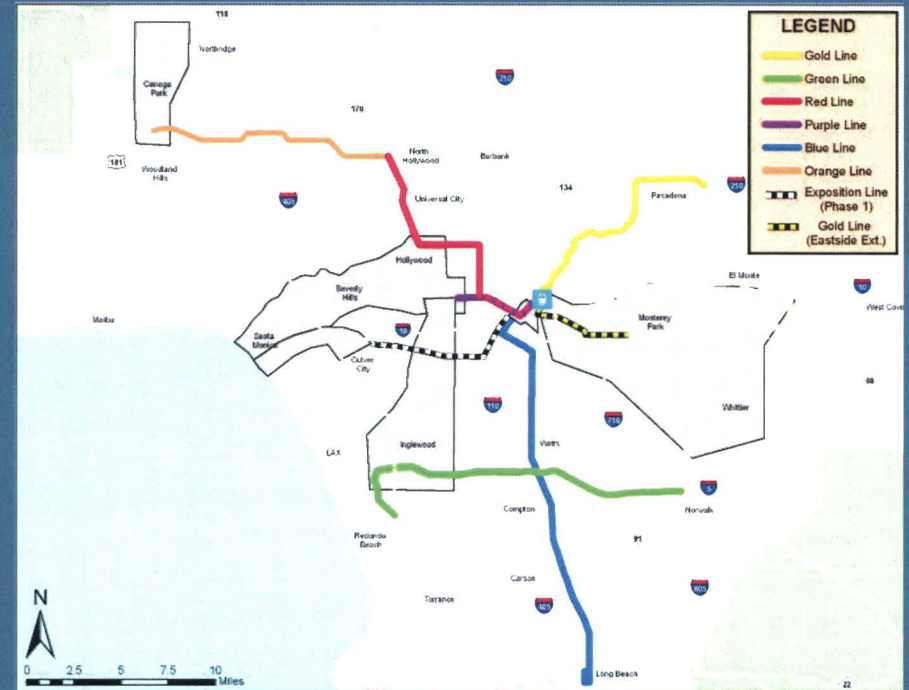 118
Northridge
Canoga
Park
170
210
101
Woodland
Hills
North
Hollywood
Burbank
405
Universal City
134
Pasadena
210
Hollywood
Beverly
Hills
El Monte
10
West Cov
Malibu
Santa
Monica
10
Monterey
Park
Culver
City
60
110
710
Whittier
LAX
Inglewood
Watts
5
Compton
Norwalk
Redondo
Beach
91
Carson
Torrance
405
605
Long Beach
22
N
0 2.5 5 7.5 10
Miles
LEGEND
Gold Line
Green Line
Red Line
Purple Line
Blue Line
Orange Line
Exposition Line
(Phase 1)
Gold Line
(Eastside Ext.)